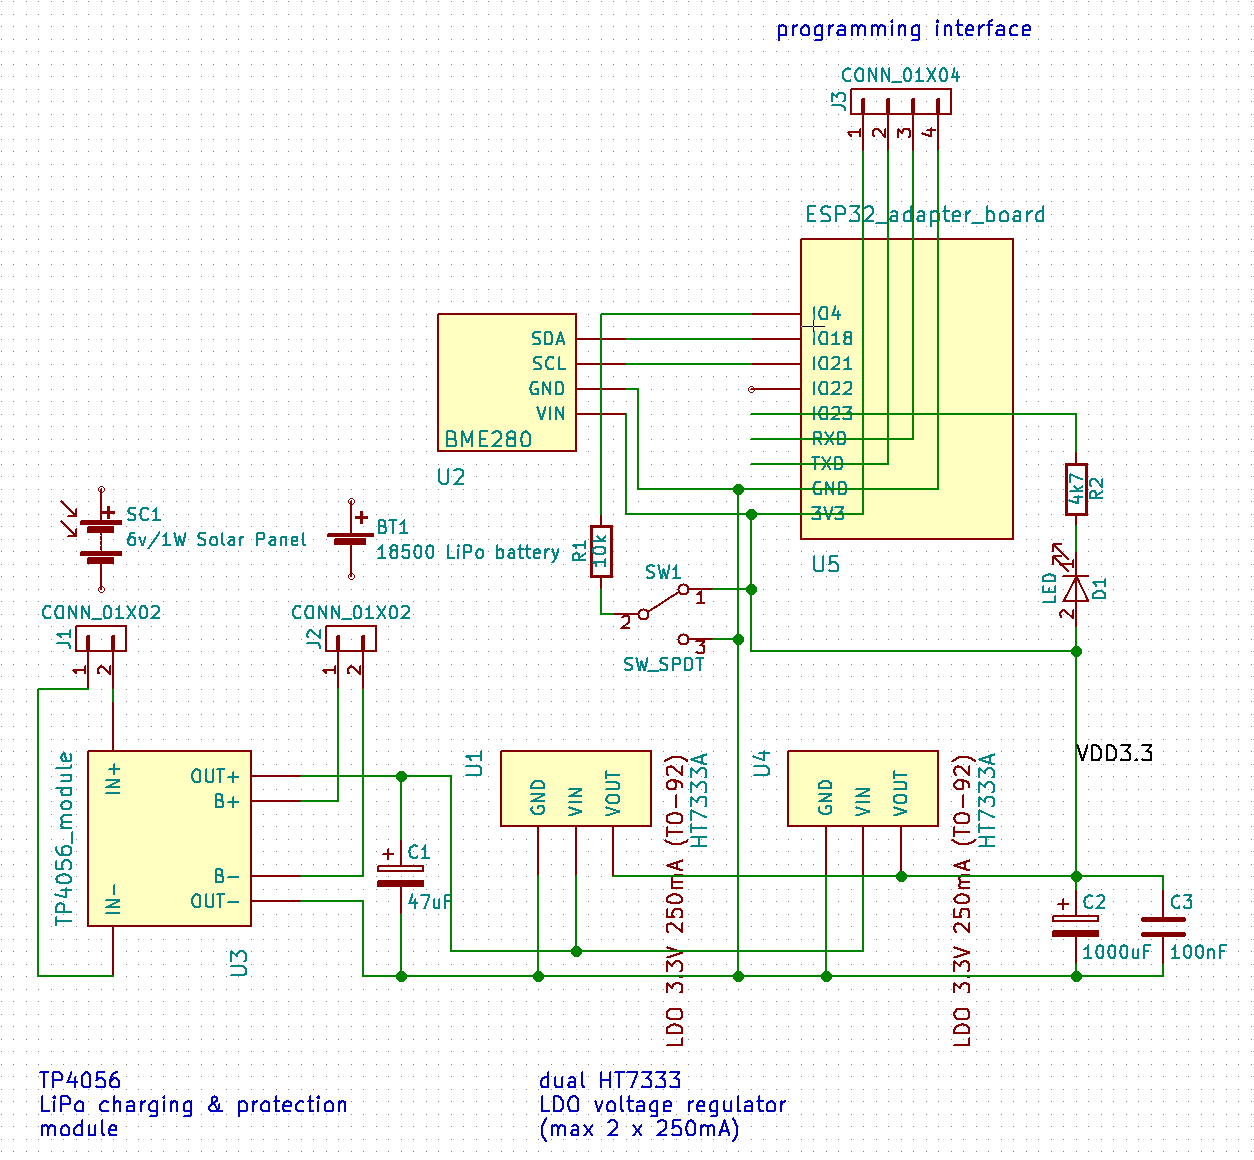 programming interface
CONN_01X04
J3
1
2
3
4
ESP32_adapter_board
IO4
IO18
IO21
IO22
IO23
RXD
TXD
GND
3V3
U5
SDA
SCL
GND
VIN
BME280
U2
4k7
R2
SC1
6v/1W Solar Panel
BT1
18500 LiPo battery
R1
10k
SW1
1
2
3
SW_SPDT
LED
D1
1
2
CONN_01X02
J1
1
2
CONN_01X02
J2
1
2
VDD3.3
TP4056_module
IN+
IN-
OUT+
B+
B-
OUT-
U3
+
C1
47uF
U1
GND
VIN
VOUT
LDO 3.3V 250mA (TO-92)
HT7333A
U4
GND
VIN
VOUT
LDO 3.3V 250mA (TO-92)
HT7333A
+
C2
1000uF
C3
100nF
TP4056
LiPo charging & protection
module
dual HT7333
LDO voltage regulator
(max 2 x 250mA)